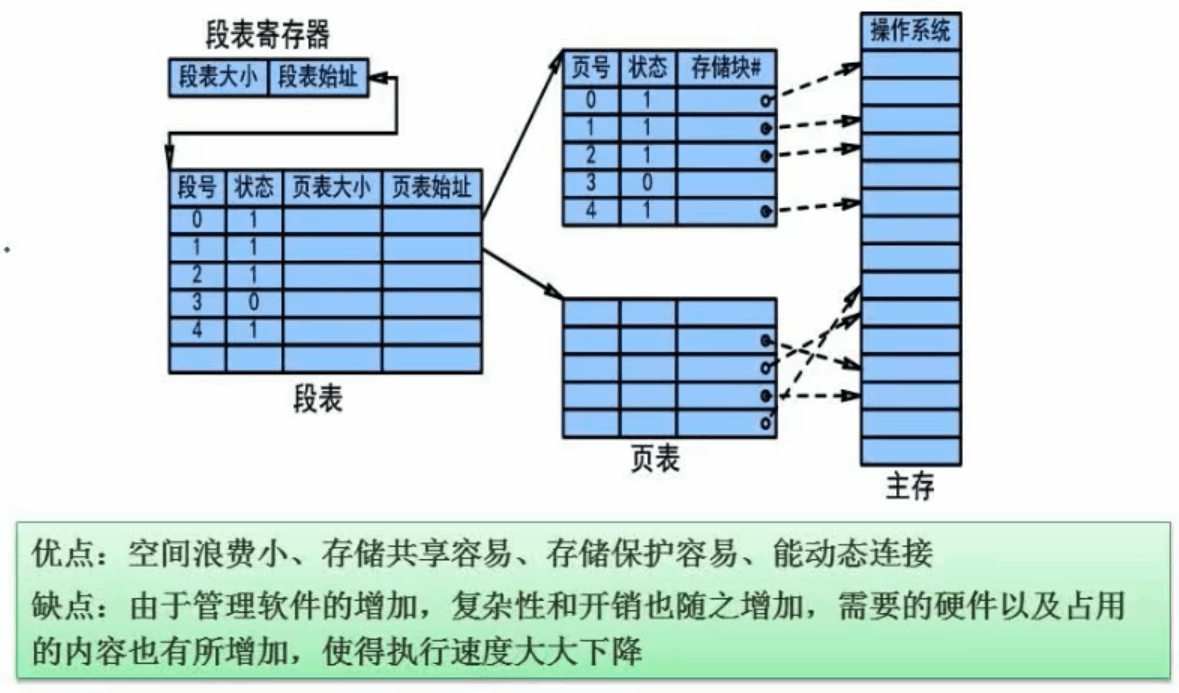 段表寄存器
段表大小 段表始址
段号 状态 页表大小 页表始址
0 1
1 1
2 1
3 0
4 1
段表
页号 状态 存储块#
0 1
1 1
2 1
3 0
4 1
页表
操作系统
主存
优点：空间浪费小、存储共享容易、存储保护容易、能动态连接
缺点：由于管理软件的增加，复杂性和开销也随之增加，需要的硬件以及占用
的内容也有所增加，使得执行速度大大下降